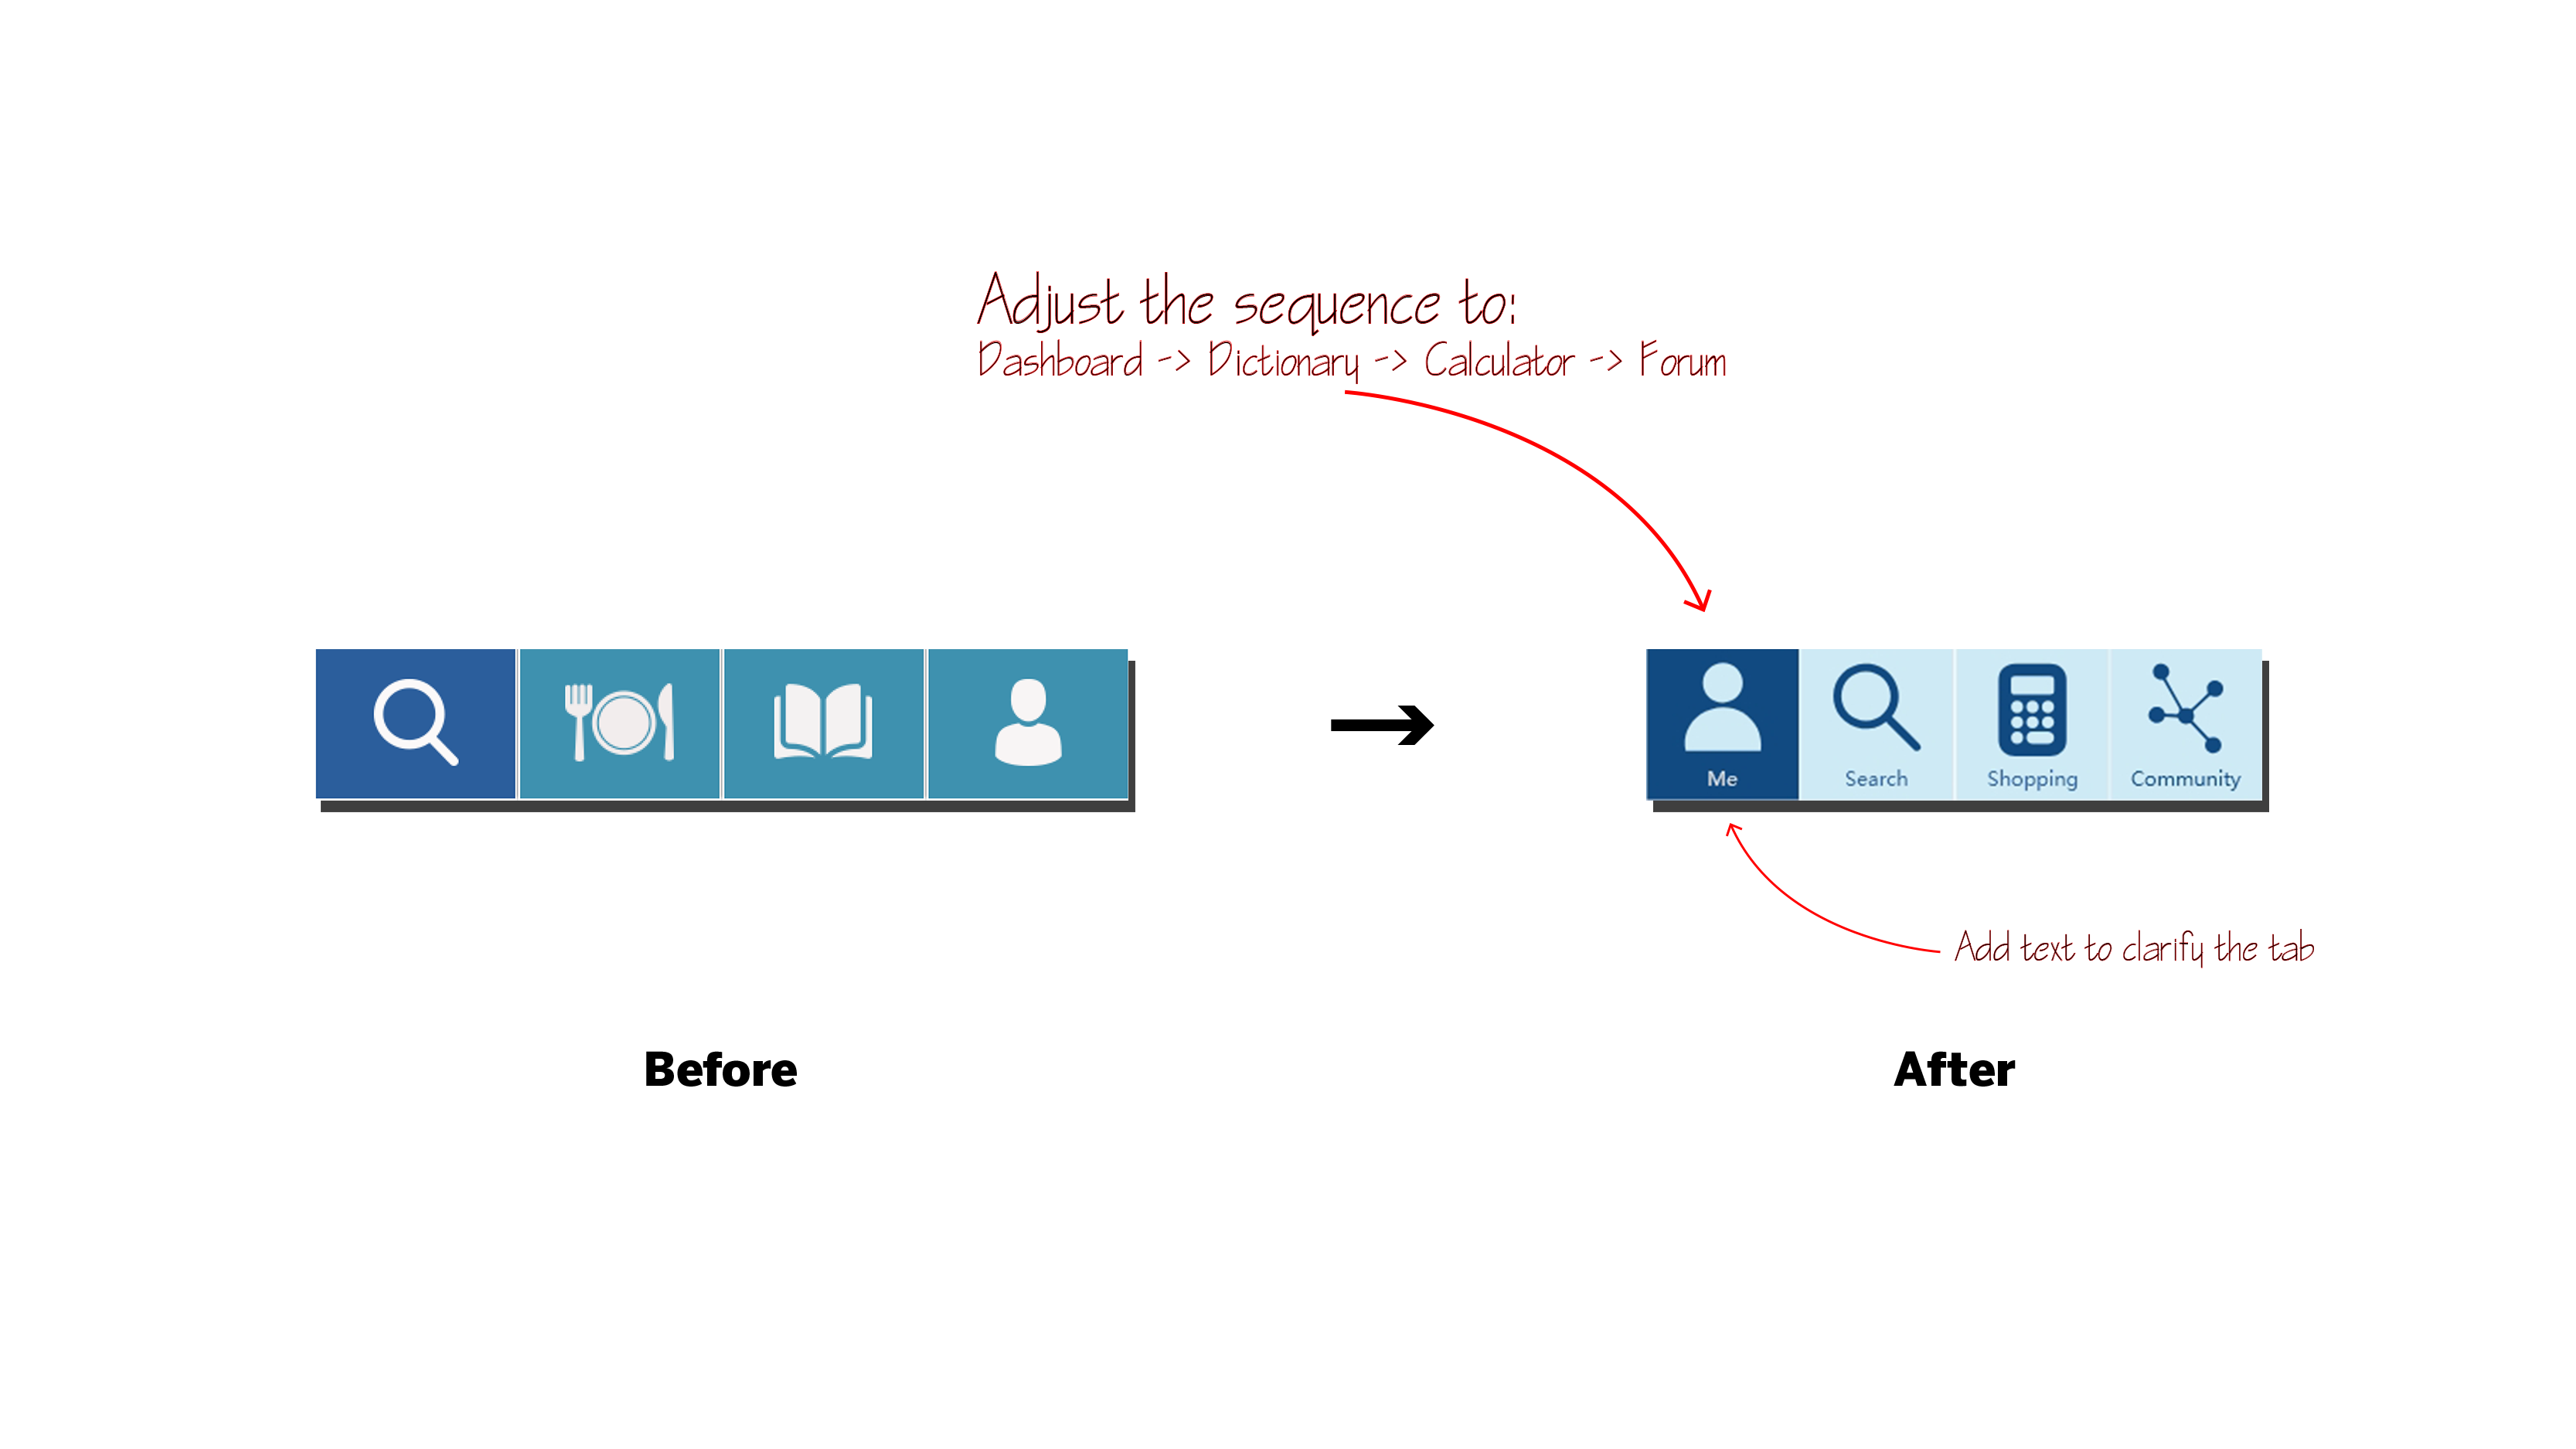 Adjust the sequence to:
Dashboard -> Dictionary -> Calculator -> Forum
Me
Search
Shopping
Community
Add text to clarify the tab
Before
After